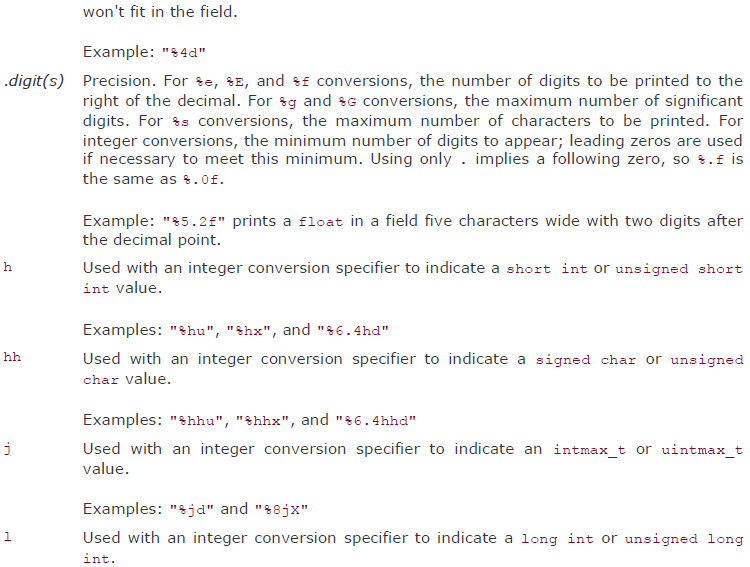 won't fit in the field.
Example: "%4d"
.digit(s) Precision. For %e, %E, and %f conversions, the number of digits to be printed to the
right of the decimal. For %g and %G conversions, the maximum number of significant
digits. For %s conversions, the maximum number of characters to be printed. For
integer conversions, the minimum number of digits to appear; leading zeros are used
if necessary to meet this minimum. Using only . implies a following zero, so %.f is
the same as %.0f.
Example: "%5.2f" prints a float in a field five characters wide with two digits after
the decimal point.
h Used with an integer conversion specifier to indicate a short int or unsigned short
int value.
Examples: "%hu", "%hx", and "%6.4hd"
hh Used with an integer conversion specifier to indicate a signed char or unsigned
char value.
Examples: "%hhu", "%hhx", and "%6.4hhd"
j Used with an integer conversion specifier to indicate an intmax_t or uintmax_t
value.
Examples: "%jd" and "%8jX"
l Used with an integer conversion specifier to indicate a long int or unsigned long
int.